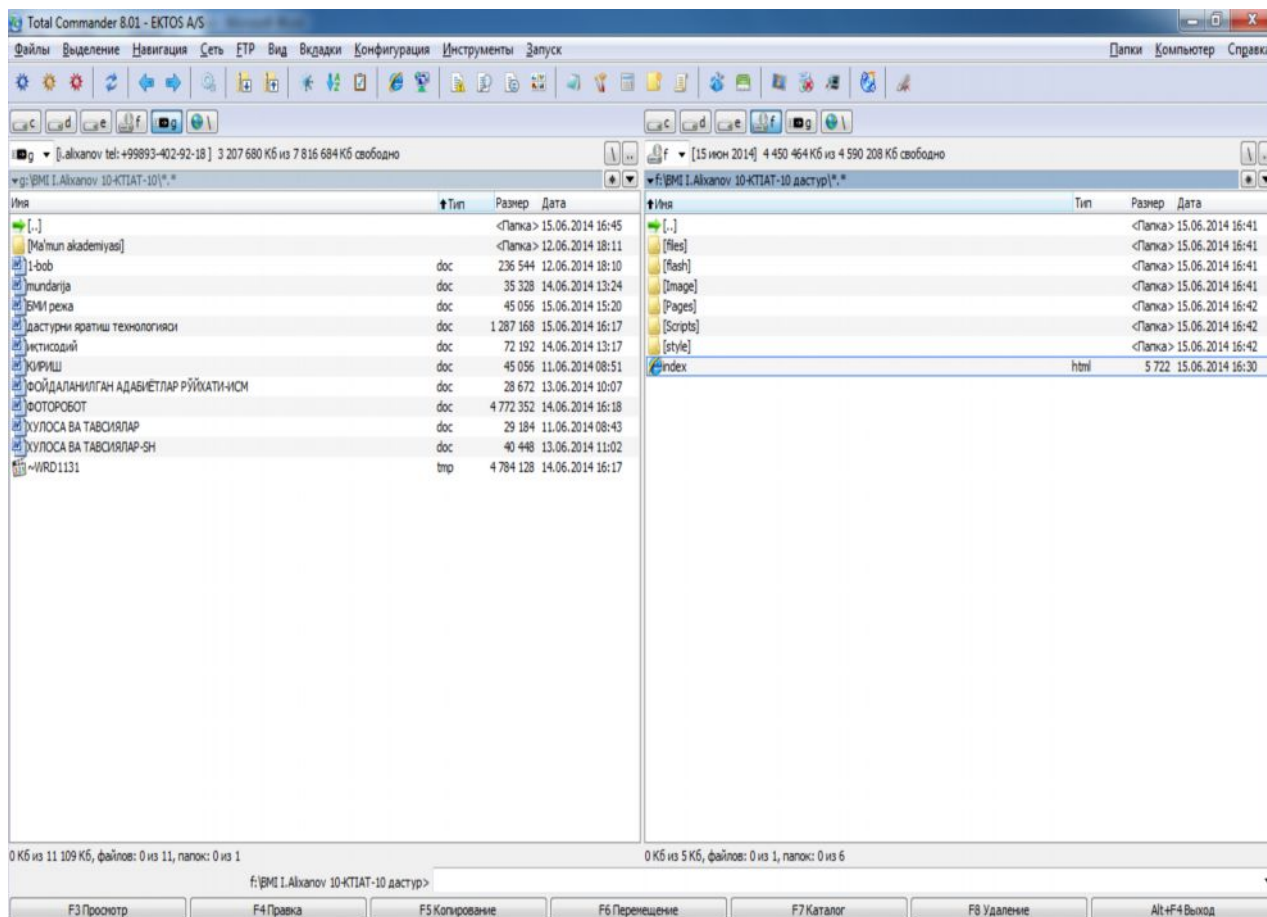 Total Commander 8.01 - EKTOS A/S
Файлы Выделение Навигация Сеть FTP Вид Вкладки Конфигурация Инструменты Запуск Папки Компьютер Справка
c d e f g \ c d e f g \
g [i.alixanov tel: +99893-402-92-18 ] 3 207 680 Кб из 7 816 684 Кб свободно \ .. f [15 июн 2014] 4 450 464 Кб из 4 590 208 Кб свободно \
g:\BMI I.Alixanov 10-KTIAT-10\*.* * f:\BMI I.Alixanov 10-KTIAT-10 дастур\*.* *
Имя Тип Размер Дата
[..] <Папка> 15.06.2014 16:45
[Ma'mun akademiyasi] <Папка> 12.06.2014 18:11
1-bob doc 236 544 12.06.2014 18:10
mundarija doc 35 328 14.06.2014 13:24
БМИ режа doc 45 056 15.06.2014 15:20
дастурни яратиш технологияси doc 1 287 168 15.06.2014 16:17
иктисодий doc 72 192 14.06.2014 13:17
КИРИШ doc 45 056 11.06.2014 08:51
ФОЙДАЛАНИЛГАН АДАБИЁТЛАР РЎЙХАТИ-ИСМ doc 28 672 13.06.2014 10:07
ФОТОРОБОТ doc 4 772 352 14.06.2014 16:18
ХУЛОСА ВА ТАВСИЯЛАР doc 29 184 11.06.2014 08:43
ХУЛОСА ВА ТАВСИЯЛАР-SH doc 40 448 13.06.2014 11:02
~WRD1131 tmp 4 784 128 14.06.2014 16:17
0 Кб из 11 109 Кб, файлов: 0 из 11, папок: 0 из 1
Имя Тип Размер Дата
[..] <Папка> 15.06.2014 16:41
[files] <Папка> 15.06.2014 16:41
[flash] <Папка> 15.06.2014 16:41
[Image] <Папка> 15.06.2014 16:41
[Pages] <Папка> 15.06.2014 16:42
[Scripts] <Папка> 15.06.2014 16:42
[style] <Папка> 15.06.2014 16:42
index html 5 722 15.06.2014 16:30
0 Кб из 5 Кб, файлов: 0 из 1, папок: 0 из 6
f:\BMI I.Alixanov 10-KTIAT-10 дастур>
F3 Просмотр F4 Правка F5 Копирование F6 Перемещение F7 Каталог F8 Удаление Alt+F4 Выход